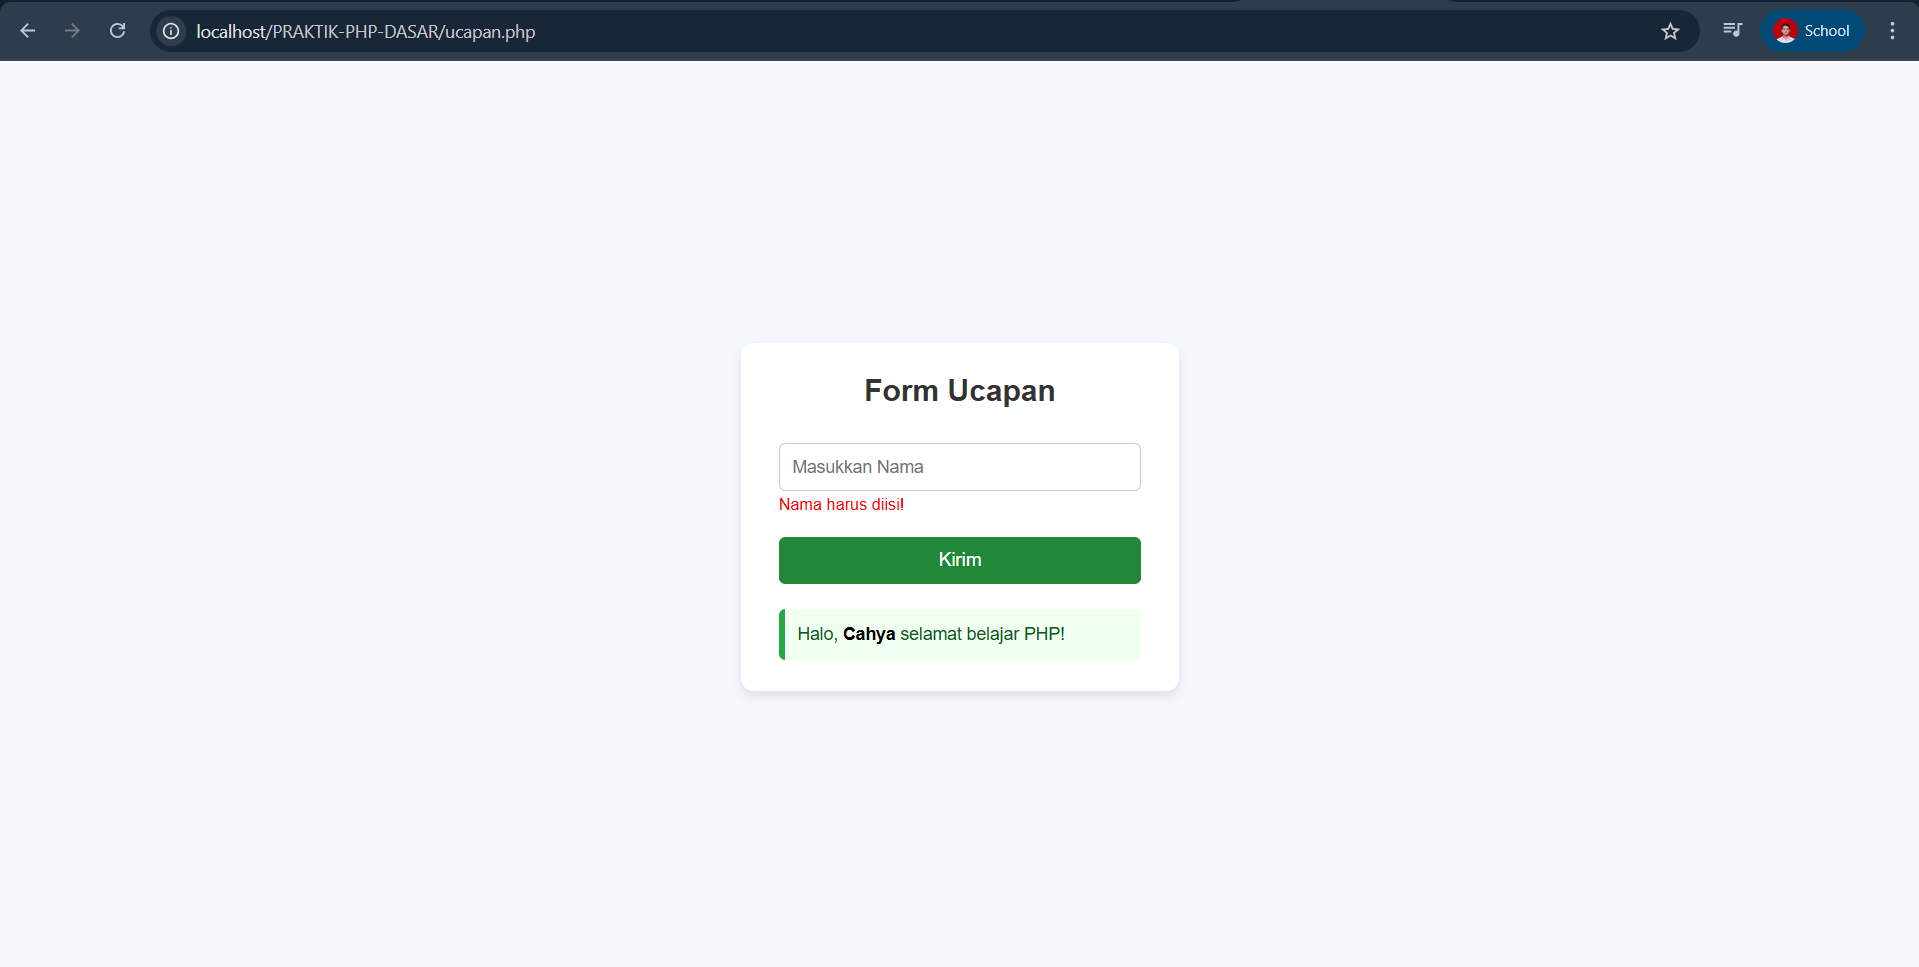 localhost/PRAKTIK-PHP-DASAR/ucapan.php
School
Form Ucapan
Masukkan Nama
Nama harus diisi!
Kirim
Halo, Cahya selamat belajar PHP!